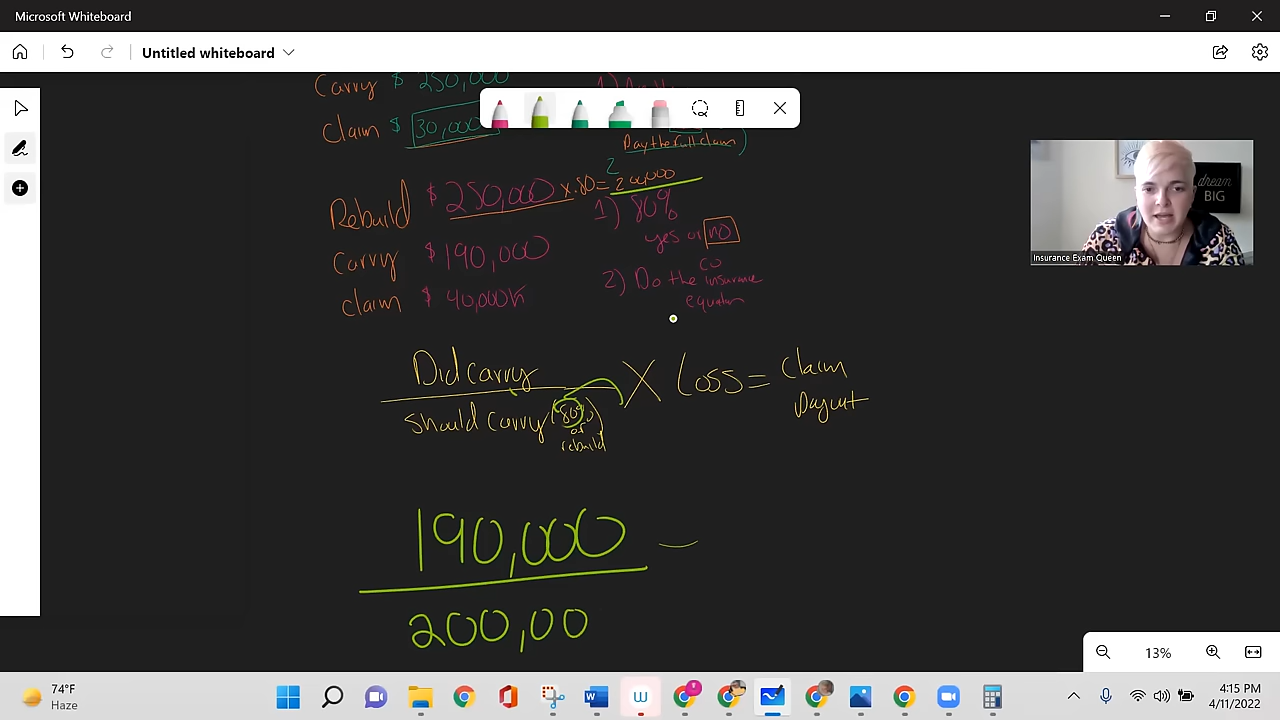 Microsoft Whiteboard
Untitled whiteboard
Carry $ 250,000
Claim $ 30,000
Pay the full claim)
2
Rebuild $ 250,000 x.80= 200,000
1) 80%
yes or no
carry $ 190,000
co
2) Do the insurance
equation
claim $ 40,000
Did carry
should carry (80%
of
rebuild)
X Loss = Claim
Payout
190,000
200,00
dream
BIG
Insurance Exam Queen
13%
74°F
Haze
4:15 PM
4/11/2022